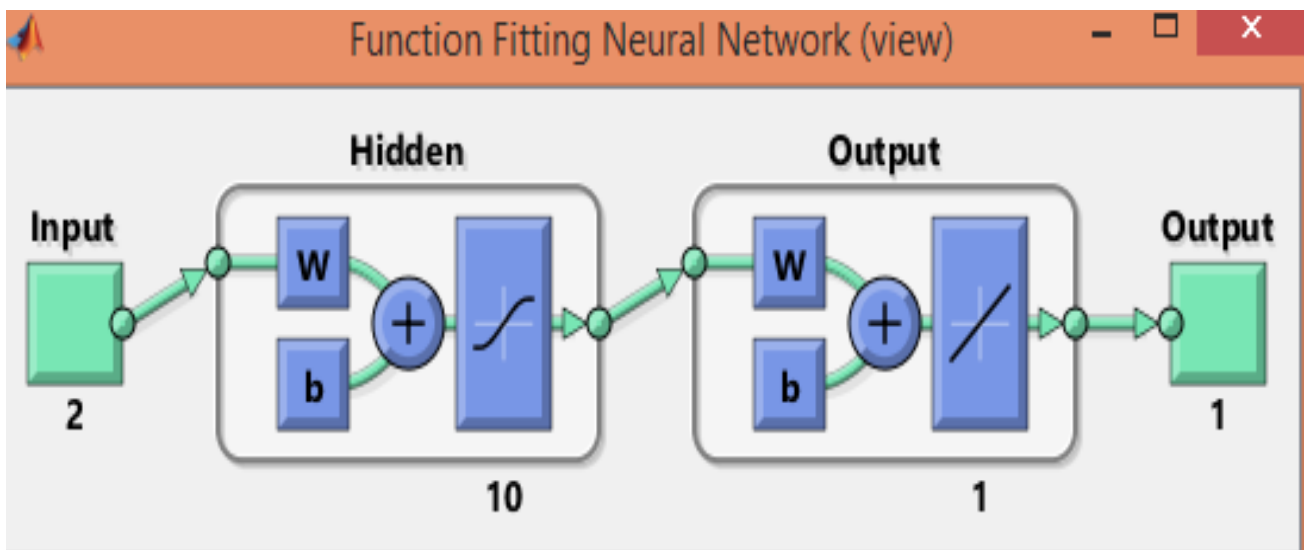 Function Fitting Neural Network (view)
Hidden
Output
Input
Output
W
W
+
+
b
b
2
1
10
1